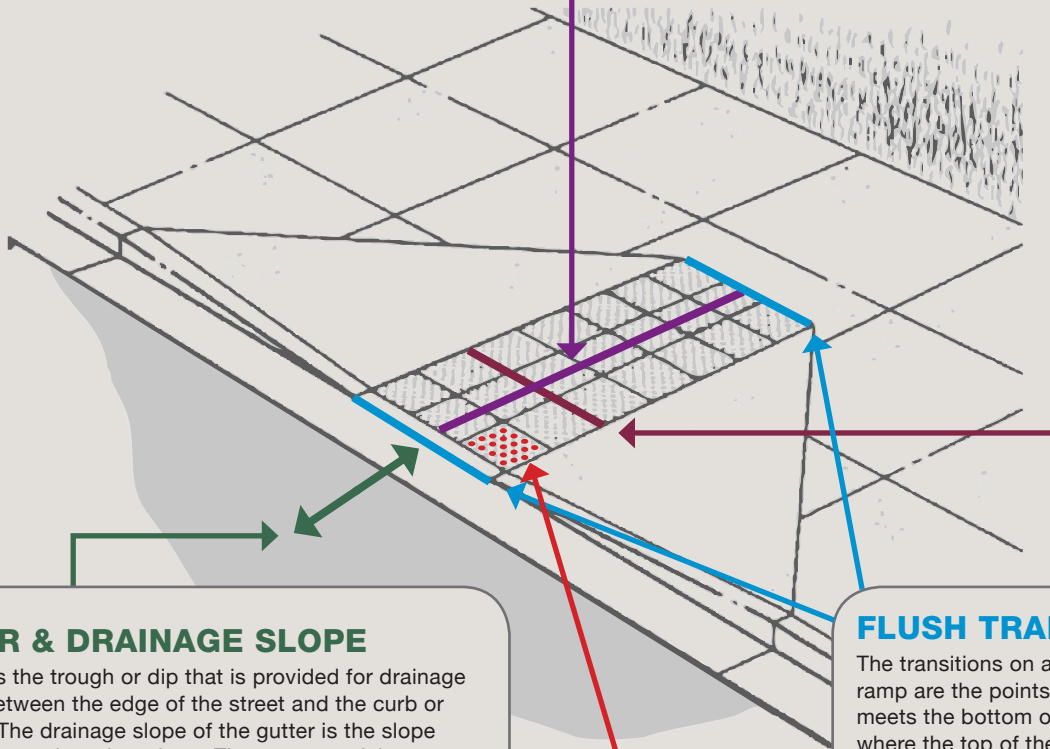 R & DRAINAGE SLOPE
s the trough or dip that is provided for drainage
etween the edge of the street and the curb or
The drainage slope of the gutter is the slope
FLUSH TRA
The transitions on a
ramp are the points
meets the bottom o
where the top of the